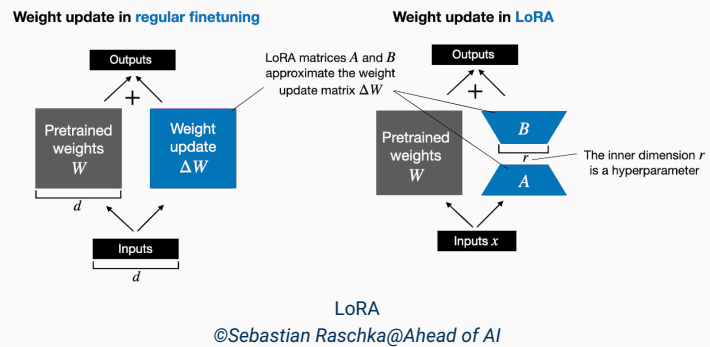 Weight update in regular finetuning
Outputs
+
Pretrained
weights
W
Weight
update
ΔW
d
Inputs
d
LoRA matrices A and B
approximate the weight
update matrix ΔW
Weight update in LoRA
Outputs
+
Pretrained
weights
W
B
r
A
The inner dimension r
is a hyperparameter
Inputs x
LoRA
©Sebastian Raschka@Ahead of AI